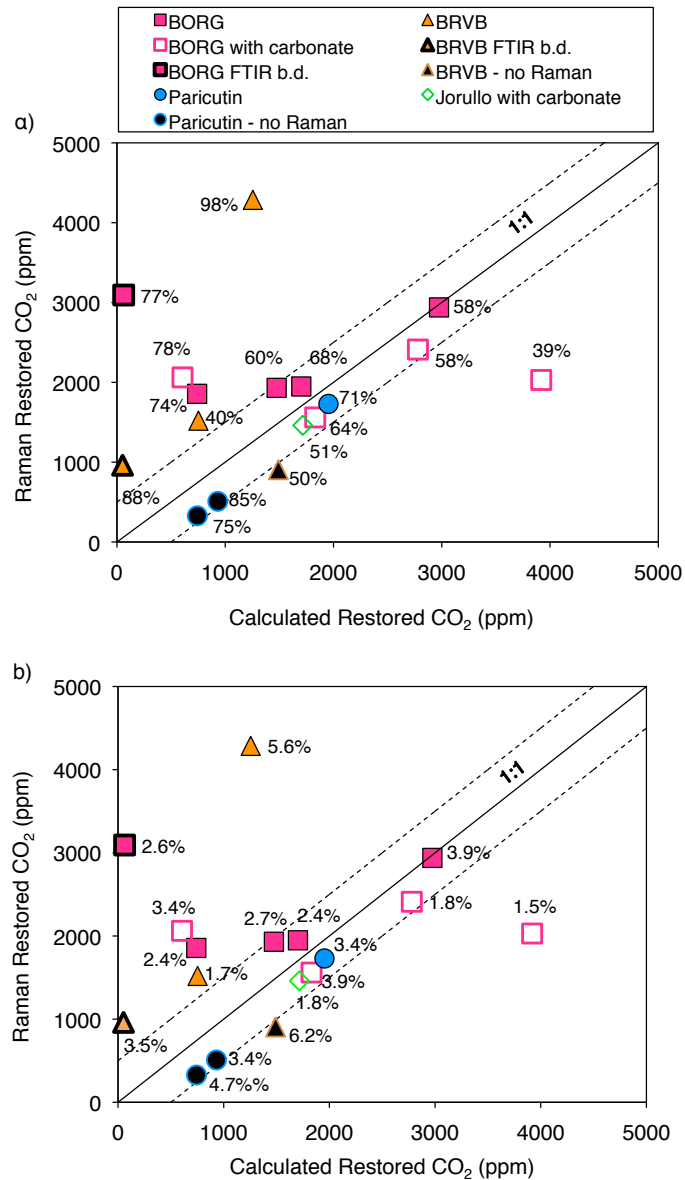 BORG
BRVB
BORG with carbonate
BRVB FTIR b.d.
BORG FTIR b.d.
BRVB - no Raman
Paricutin
Jorullo with carbonate
Paricutin - no Raman
a)
5000
4000
3000
2000
1000
0
Raman Restored CO2 (ppm)
98%
1:1
77%
58%
78%
60%
68%
58%
39%
74%
40%
71%
64%
51%
88%
85%
50%
75%
0 1000 2000 3000 4000 5000
Calculated Restored CO2 (ppm)
b)
5000
4000
3000
2000
1000
0
Raman Restored CO2 (ppm)
5.6%
1:1
2.6%
3.9%
3.4%
2.7%
2.4%
1.8%
1.5%
2.4%
1.7%
3.4%
3.9%
1.8%
3.5%
3.4%
6.2%
4.7%%
0 1000 2000 3000 4000 5000
Calculated Restored CO2 (ppm)